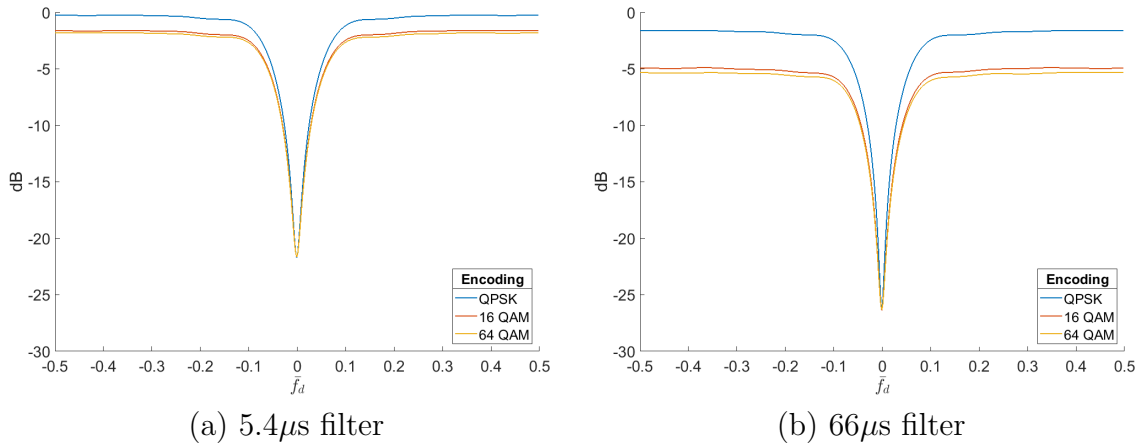 0
-5
-10
-15
-20
-25
-30
dB
-0.5 -0.4 -0.3 -0.2 -0.1 0 0.1 0.2 0.3 0.4 0.5
f̄_d
Encoding
QPSK
16 QAM
64 QAM
(a) 5.4μs filter
0
-5
-10
-15
-20
-25
-30
dB
-0.5 -0.4 -0.3 -0.2 -0.1 0 0.1 0.2 0.3 0.4 0.5
f̄_d
Encoding
QPSK
16 QAM
64 QAM
(b) 66μs filter